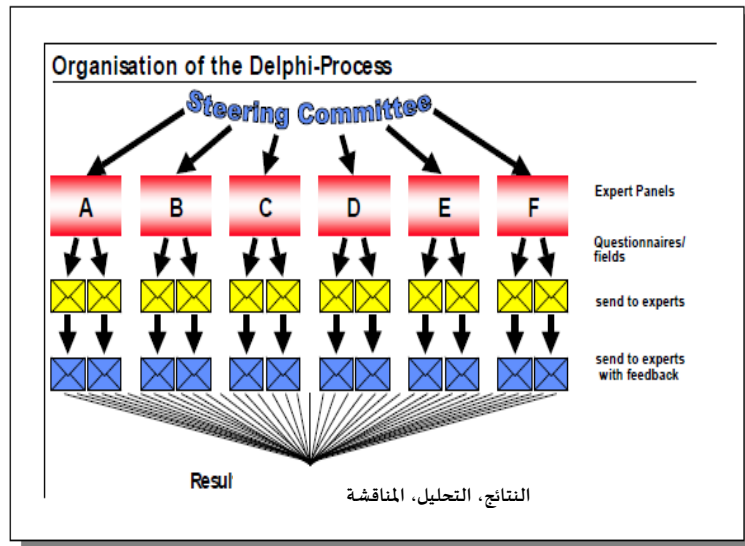 Organisation of the Delphi-Process
Steering Committee
A B C D E F
Expert Panels
Questionnaires/
fields
send to experts
send to experts
with feedback
Resul
النتائج، التحليل، المناقشة